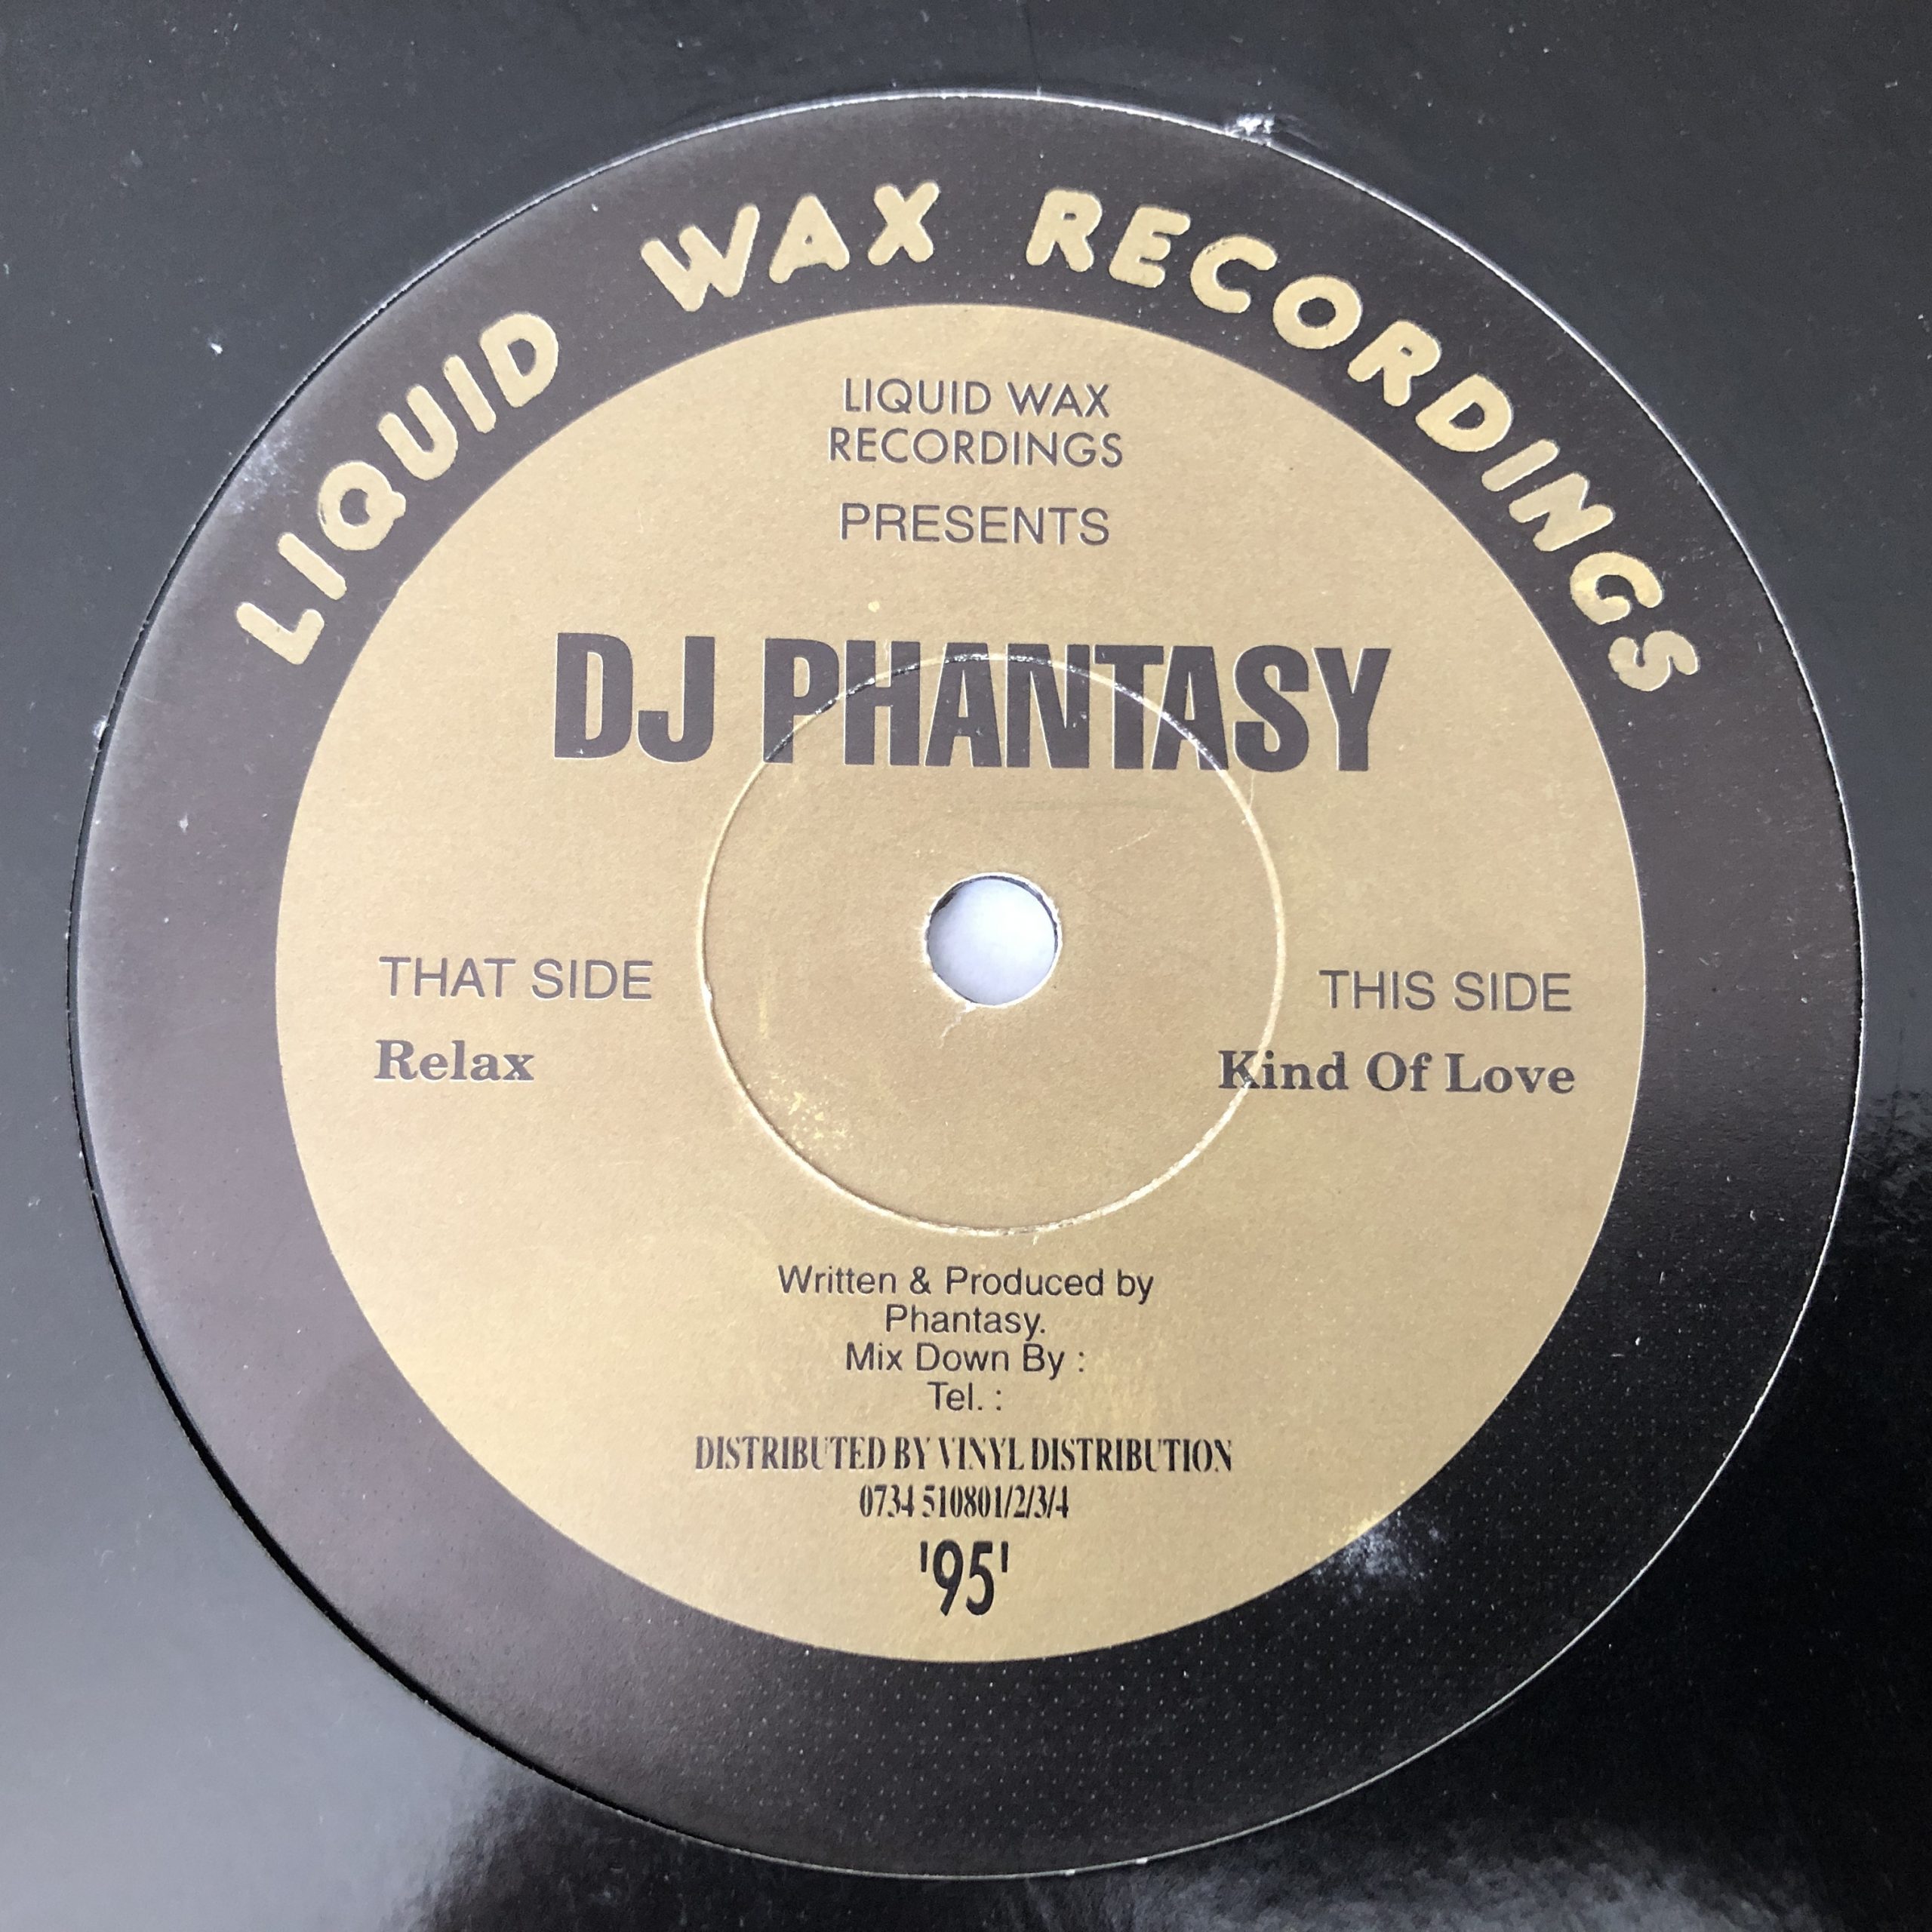 LIQUID WAX RECORDINGS
LIQUID WAX
RECORDINGS
PRESENTS
DJ PHANTASY
THAT SIDE
Relax
THIS SIDE
Kind Of Love
Written & Produced by
Phantasy.
Mix Down By :
Tel. :
DISTRIBUTED BY VINYL DISTRIBUTION
0734 510801/2/3/4
'95'